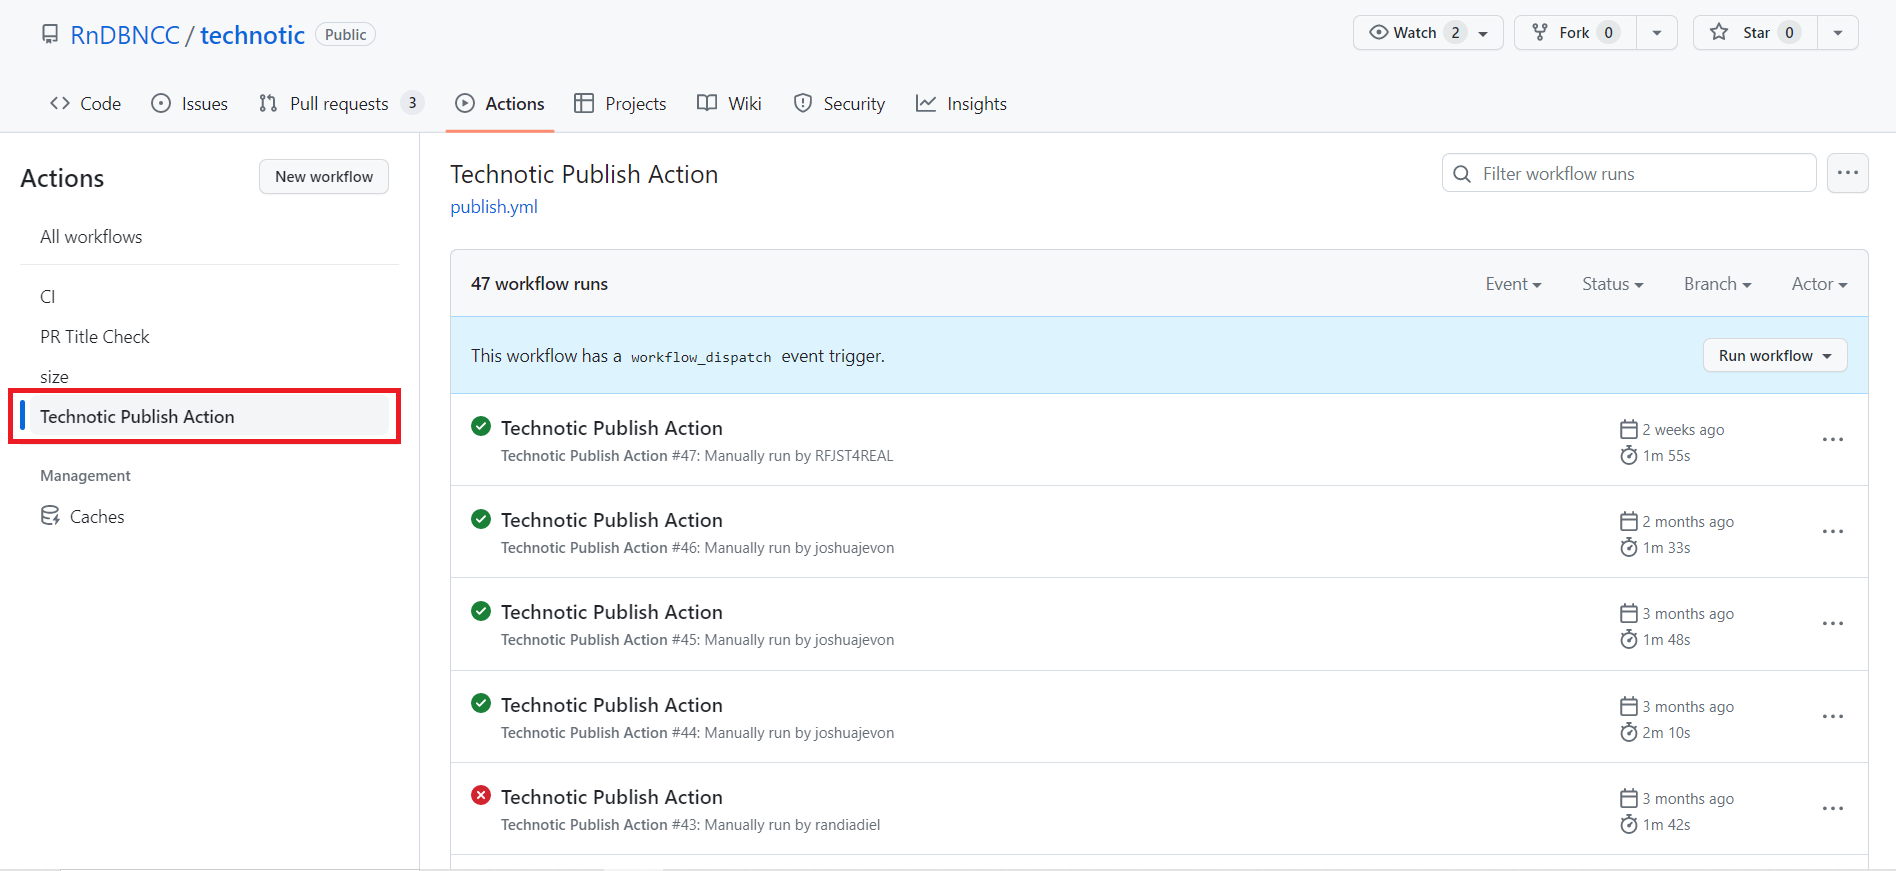 RnDBNCC / technotic Public
Watch 2
Fork 0
Star 0
Code
Issues
Pull requests 3
Actions
Projects
Wiki
Security
Insights
Actions
New workflow
All workflows
CI
PR Title Check
size
Technotic Publish Action
Management
Caches
Technotic Publish Action
publish.yml
Filter workflow runs
47 workflow runs
Event
Status
Branch
Actor
This workflow has a workflow_dispatch event trigger.
Run workflow
Technotic Publish Action
Technotic Publish Action #47: Manually run by RFJST4REAL
2 weeks ago
1m 55s
Technotic Publish Action
Technotic Publish Action #46: Manually run by joshuajevon
2 months ago
1m 33s
Technotic Publish Action
Technotic Publish Action #45: Manually run by joshuajevon
3 months ago
1m 48s
Technotic Publish Action
Technotic Publish Action #44: Manually run by joshuajevon
3 months ago
2m 10s
Technotic Publish Action
Technotic Publish Action #43: Manually run by randiadiel
3 months ago
1m 42s